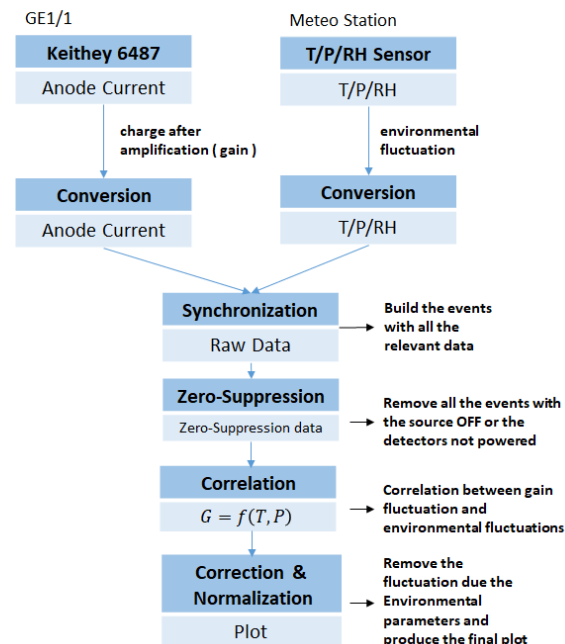 GE1/1
Meteo Station
Keithey 6487
Anode Current
T/P/RH Sensor
T/P/RH
charge after
amplification ( gain )
environmental
fluctuation
Conversion
Anode Current
Conversion
T/P/RH
Synchronization
Raw Data
Build the events
with all the
relevant data
Zero-Suppression
Zero-Suppression data
Remove all the events with
the source OFF or the
detectors not powered
Correlation
G = f(T, P)
Correlation between gain
fluctuation and
environmental fluctuations
Correction &
Normalization
Plot
Remove the
fluctuation due the
Environmental
parameters and
produce the final plot